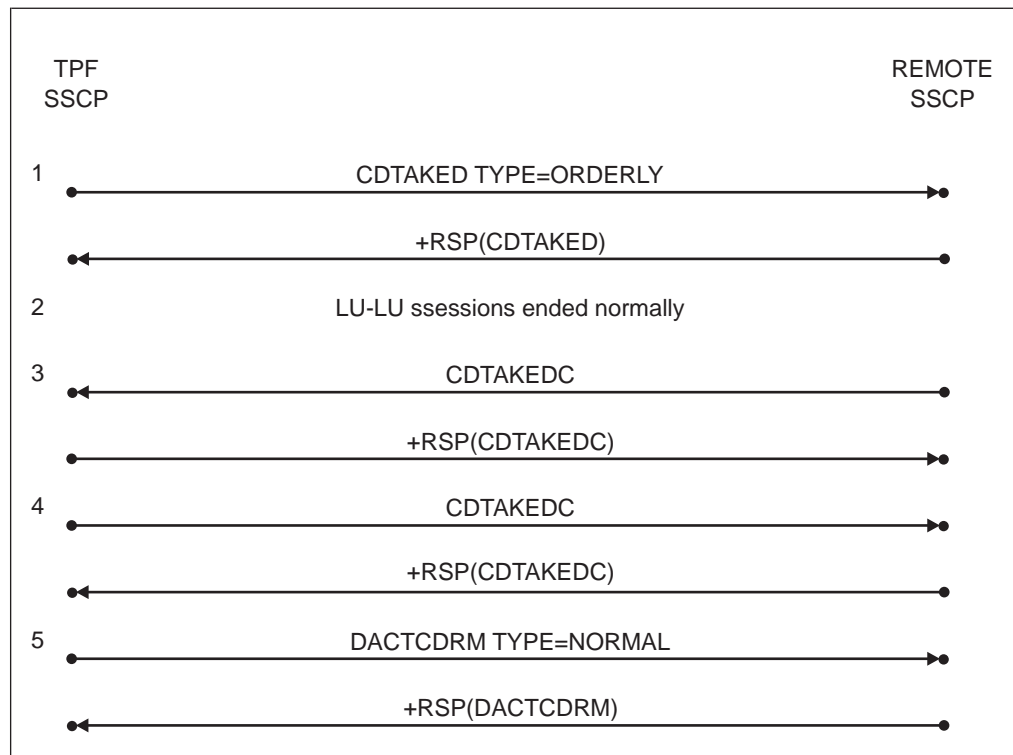 TPF
SSCP
REMOTE
SSCP
1
CDTAKED TYPE=ORDERLY
+RSP(CDTAKED)
2
LU-LU ssessions ended normally
3
CDTAKEDC
+RSP(CDTAKEDC)
4
CDTAKEDC
+RSP(CDTAKEDC)
5
DACTCDRM TYPE=NORMAL
+RSP(DACTCDRM)